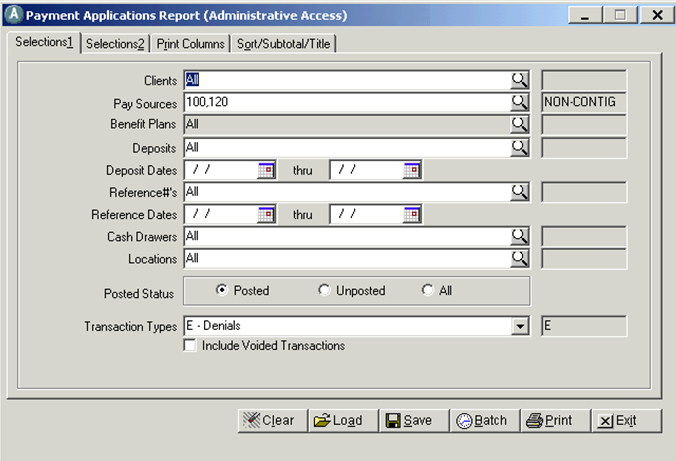 A Payment Applications Report (Administrative Access)
Selections1 Selections2 Print Columns Sort/Subtotal/Title
Clients All
Pay Sources 100,120 NON-CONTIG
Benefit Plans All
Deposits All
Deposit Dates / / thru / /
Reference#'s All
Reference Dates / / thru / /
Cash Drawers All
Locations All
Posted Status Posted Unposted All
Transaction Types E - Denials E
Include Voided Transactions
Clear Load Save Batch Print Exit